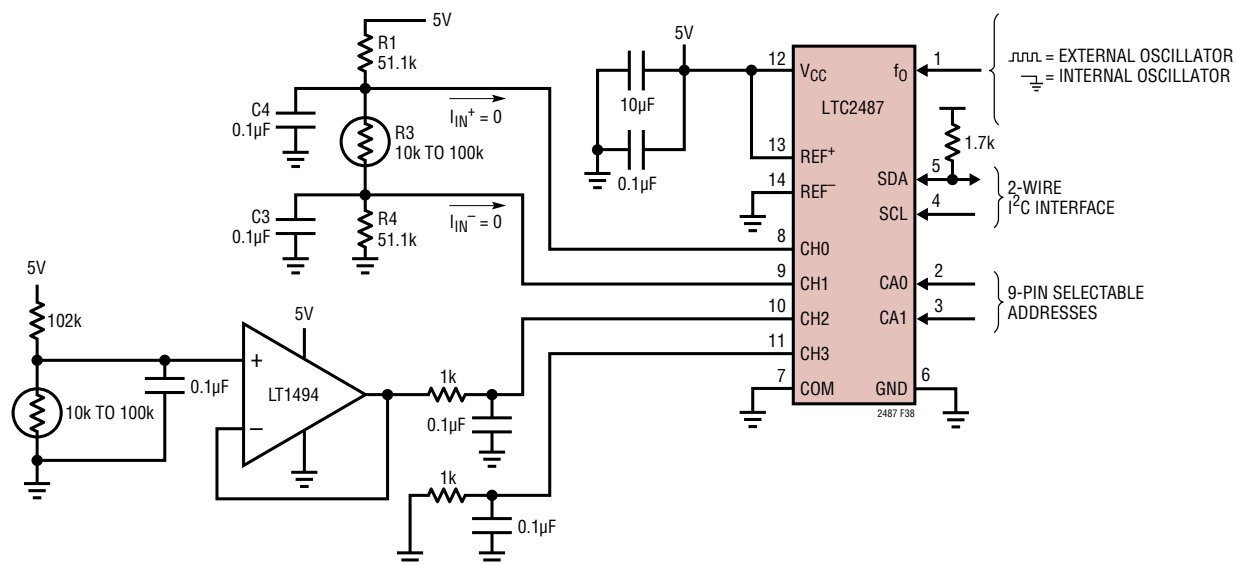 5V
R1
51.1k
C4
0.1µF
IIN+ = 0
R3
10k TO 100k
C3
0.1µF
IIN− = 0
R4
51.1k
5V
102k
0.1µF
10k TO 100k
5V
+
−
LT1494
1k
0.1µF
1k
0.1µF
5V
10µF
0.1µF
12
VCC
13
REF+
14
REF−
8
CH0
9
CH1
10
CH2
11
CH3
7
COM
LTC2487
fO
1
SDA
5
SCL
4
CA0
2
CA1
3
GND
6
2487 F38
1.7k
= EXTERNAL OSCILLATOR
= INTERNAL OSCILLATOR
2-WIRE
I2C INTERFACE
9-PIN SELECTABLE
ADDRESSES